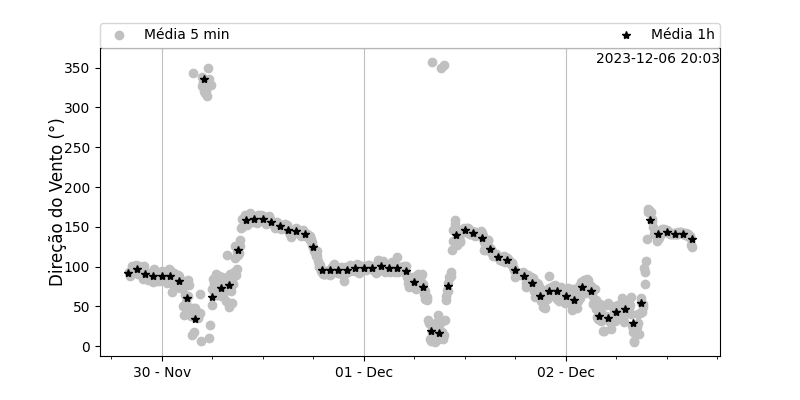 Média 5 min
Média 1h
2023-12-06 20:03
Direção do Vento (°)
350
300
250
200
150
100
50
0
30 - Nov
01 - Dec
02 - Dec